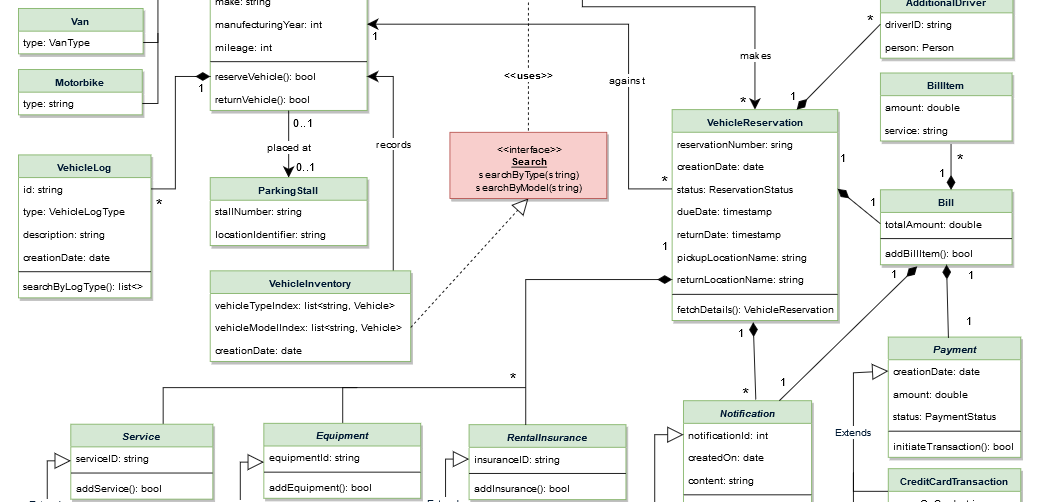 make: string
manufacturingYear: int
mileage: int
reserveVehicle(): bool
returnVehicle(): bool
Van
type: VanType
Motorbike
type: string
1
1
0..1
placed at
0..1
records
<<uses>>
against
makes
*
*
1
AdditionalDriver
driverID: string
person: Person
BillItem
amount: double
service: string
*
1
VehicleLog
id: string
type: VehicleLogType
description: string
creationDate: date
searchByLogType(): list<>
*
ParkingStall
stallNumber: string
locationIdentifier: string
<<interface>>
Search
searchByType(string)
searchByModel(string)
VehicleReservation
reservationNumber: sring
creationDate: date
status: ReservationStatus
dueDate: timestamp
returnDate: timestamp
pickupLocationName: string
returnLocationName: string
fetchDetails(): VehicleReservation
*
1
1
1
Bill
totalAmount: double
addBillItem(): bool
1
1
VehicleInventory
vehicleTypeIndex: list<string, Vehicle>
vehicleModelIndex: list<string, Vehicle>
creationDate: date
1
1
1
*
*
Payment
creationDate: date
amount: double
status: PaymentStatus
initiateTransaction(): bool
Extends
Service
serviceID: string
addService(): bool
Equipment
equipmentId: string
addEquipment(): bool
RentalInsurance
insuranceID: string
addInsurance(): bool
Notification
notificationId: int
createdOn: date
content: string
CreditCardTransaction